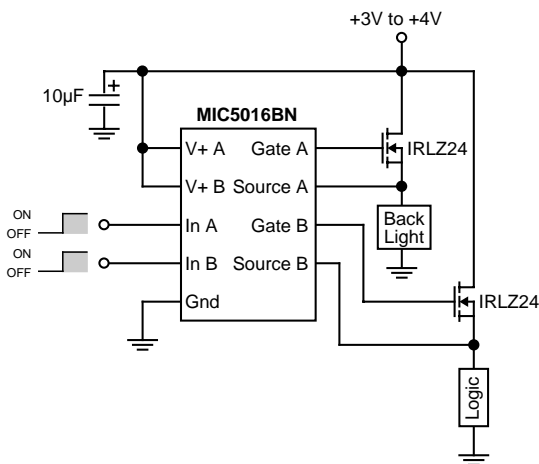 +3V to +4V
10µF
+
MIC5016BN
V+ A Gate A
IRLZ24
V+ B Source A
ON
OFF
In A Gate B
Back
Light
ON
OFF
In B Source B
Gnd
IRLZ24
Logic